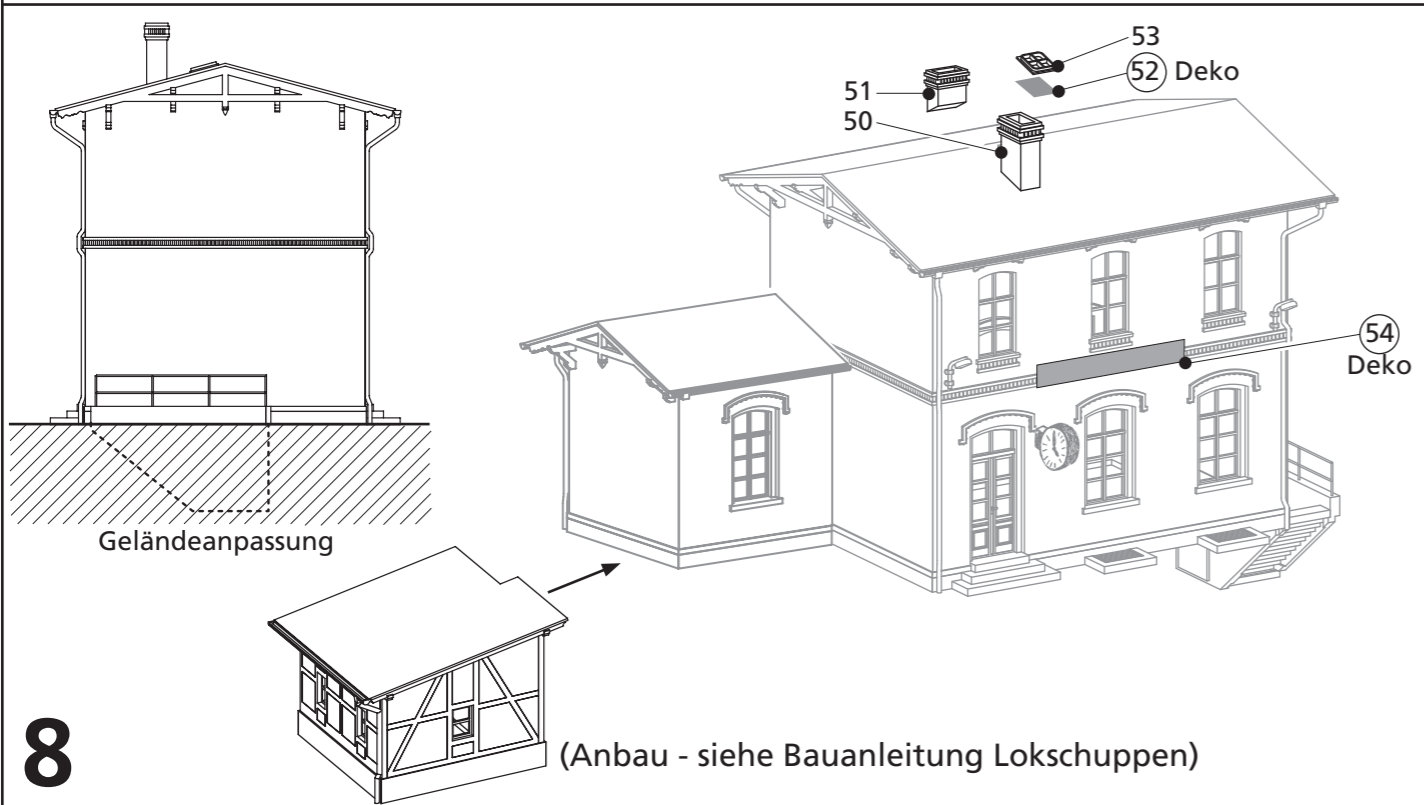 53
52 Deko
51
50
54
Deko
Geländeanpassung
8
(Anbau - siehe Bauanleitung Lokschuppen)